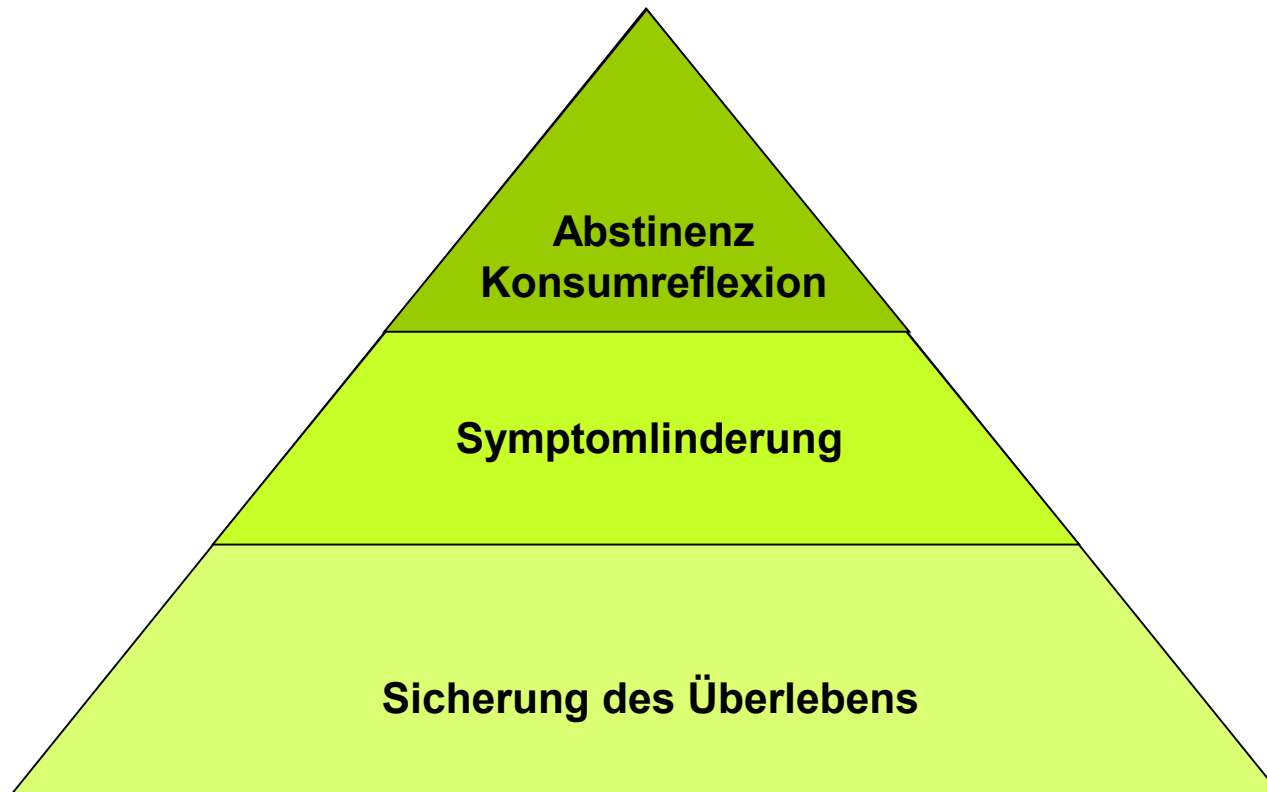 Abstinenz
Konsumreflexion
Symptomlinderung
Sicherung des Überlebens